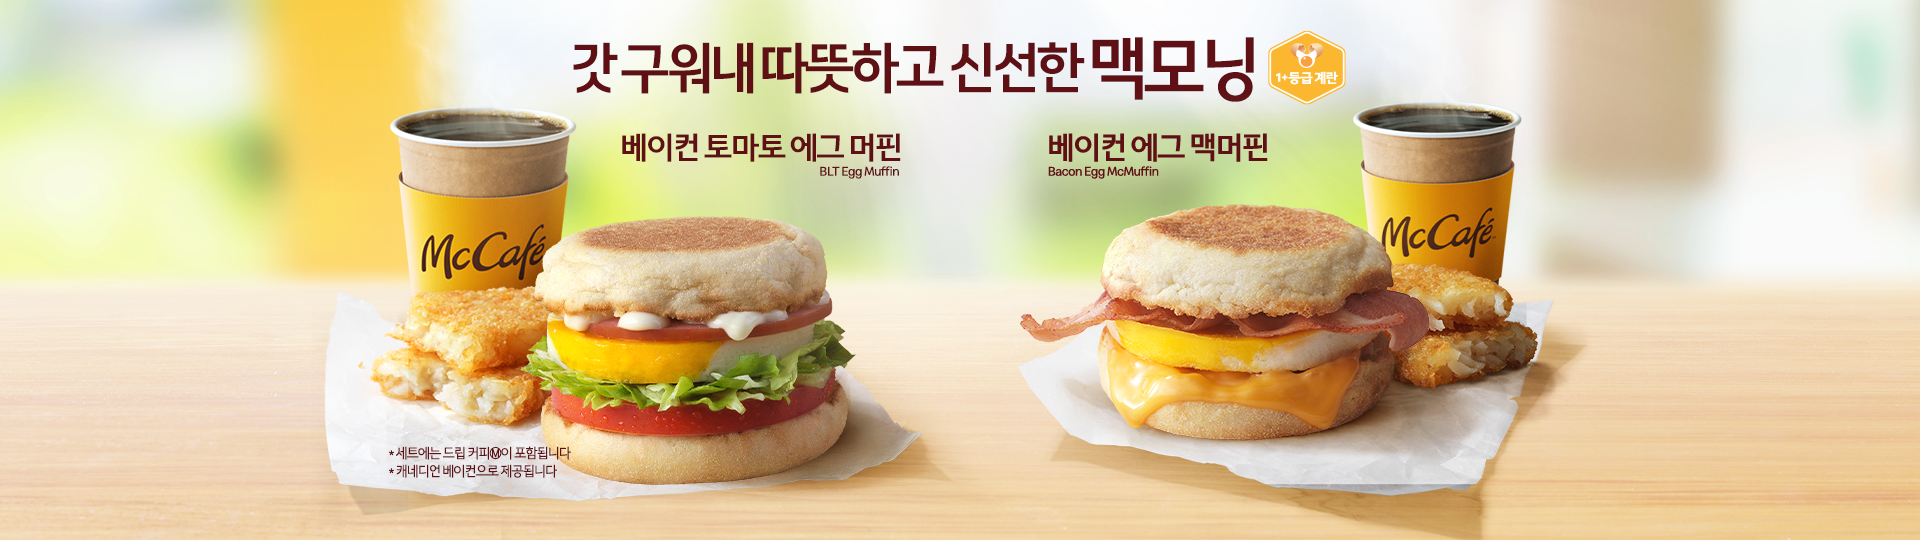 갓 구워내 따뜻하고 신선한 맥모닝
1+등급 계란
베이컨 토마토 에그 머핀
BLT Egg Muffin
베이컨 에그 맥머핀
Bacon Egg McMuffin
McCafé
McCafé
*세트에는 드립 커피Ⓜ이 포함됩니다
*캐네디언 베이컨으로 제공됩니다